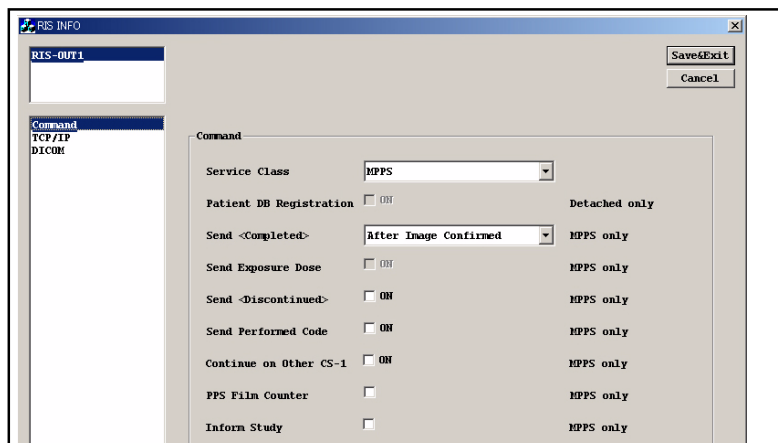 RIS INFO
RIS-OUT1
Save&Exit
Cancel
Command
TCP/IP
DICOM
Command
Service Class MPPS
Patient DB Registration ON Detached only
Send <Completed> After Image Confirmed MPPS only
Send Exposure Dose ON MPPS only
Send <Discontinued> ON MPPS only
Send Performed Code ON MPPS only
Continue on Other CS-1 ON MPPS only
PPS Film Counter MPPS only
Inform Study MPPS only